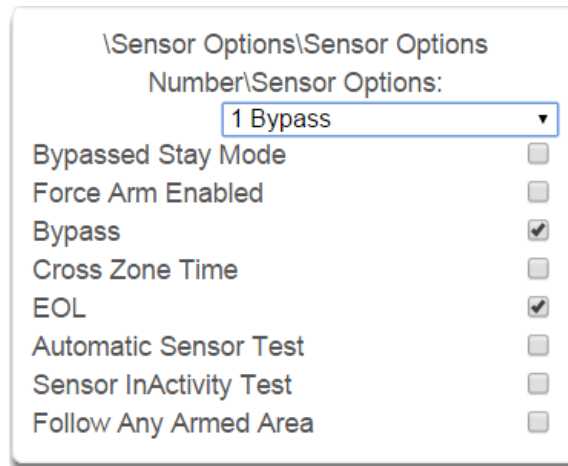 \Sensor Options\Sensor Options
Number\Sensor Options:
1 Bypass
Bypassed Stay Mode
Force Arm Enabled
Bypass
Cross Zone Time
EOL
Automatic Sensor Test
Sensor InActivity Test
Follow Any Armed Area